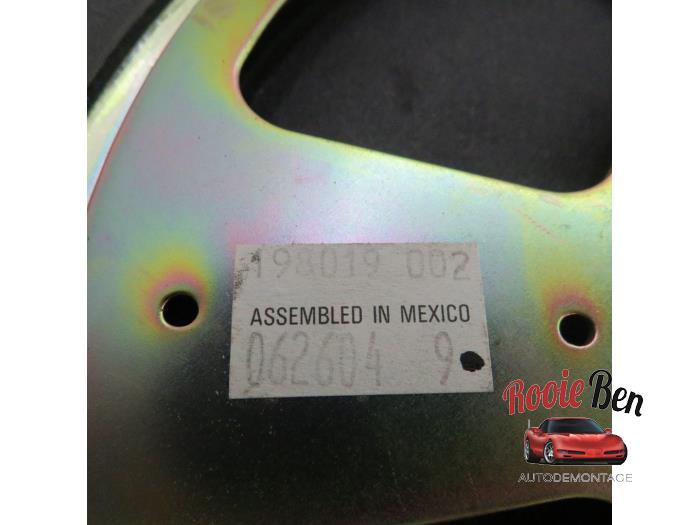 198019 002
ASSEMBLED IN MEXICO
062604 9
Rooie Ben
AUTODEMONTAGE